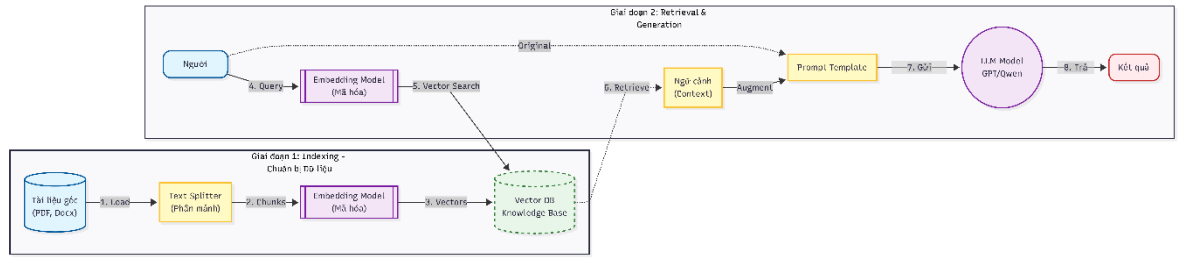 Giai đoạn 2: Retrieval &
Generation
Original
Người
4. Query
Embedding Model
(Mã hóa)
5. Vector Search
6. Retrieve
Ngữ cảnh
(Context)
Augment
Prompt Template
7. Gửi
LLM Model
GPT/Qwen
8. Trả
Kết quả
Giai đoạn 1: Indexing -
Chuẩn bị Dữ liệu
Tài liệu gốc
(PDF, Docx)
1. Load
Text Splitter
(Phân mảnh)
2. Chunks
Embedding Model
(Mã hóa)
3. Vectors
Vector DB
Knowledge Base